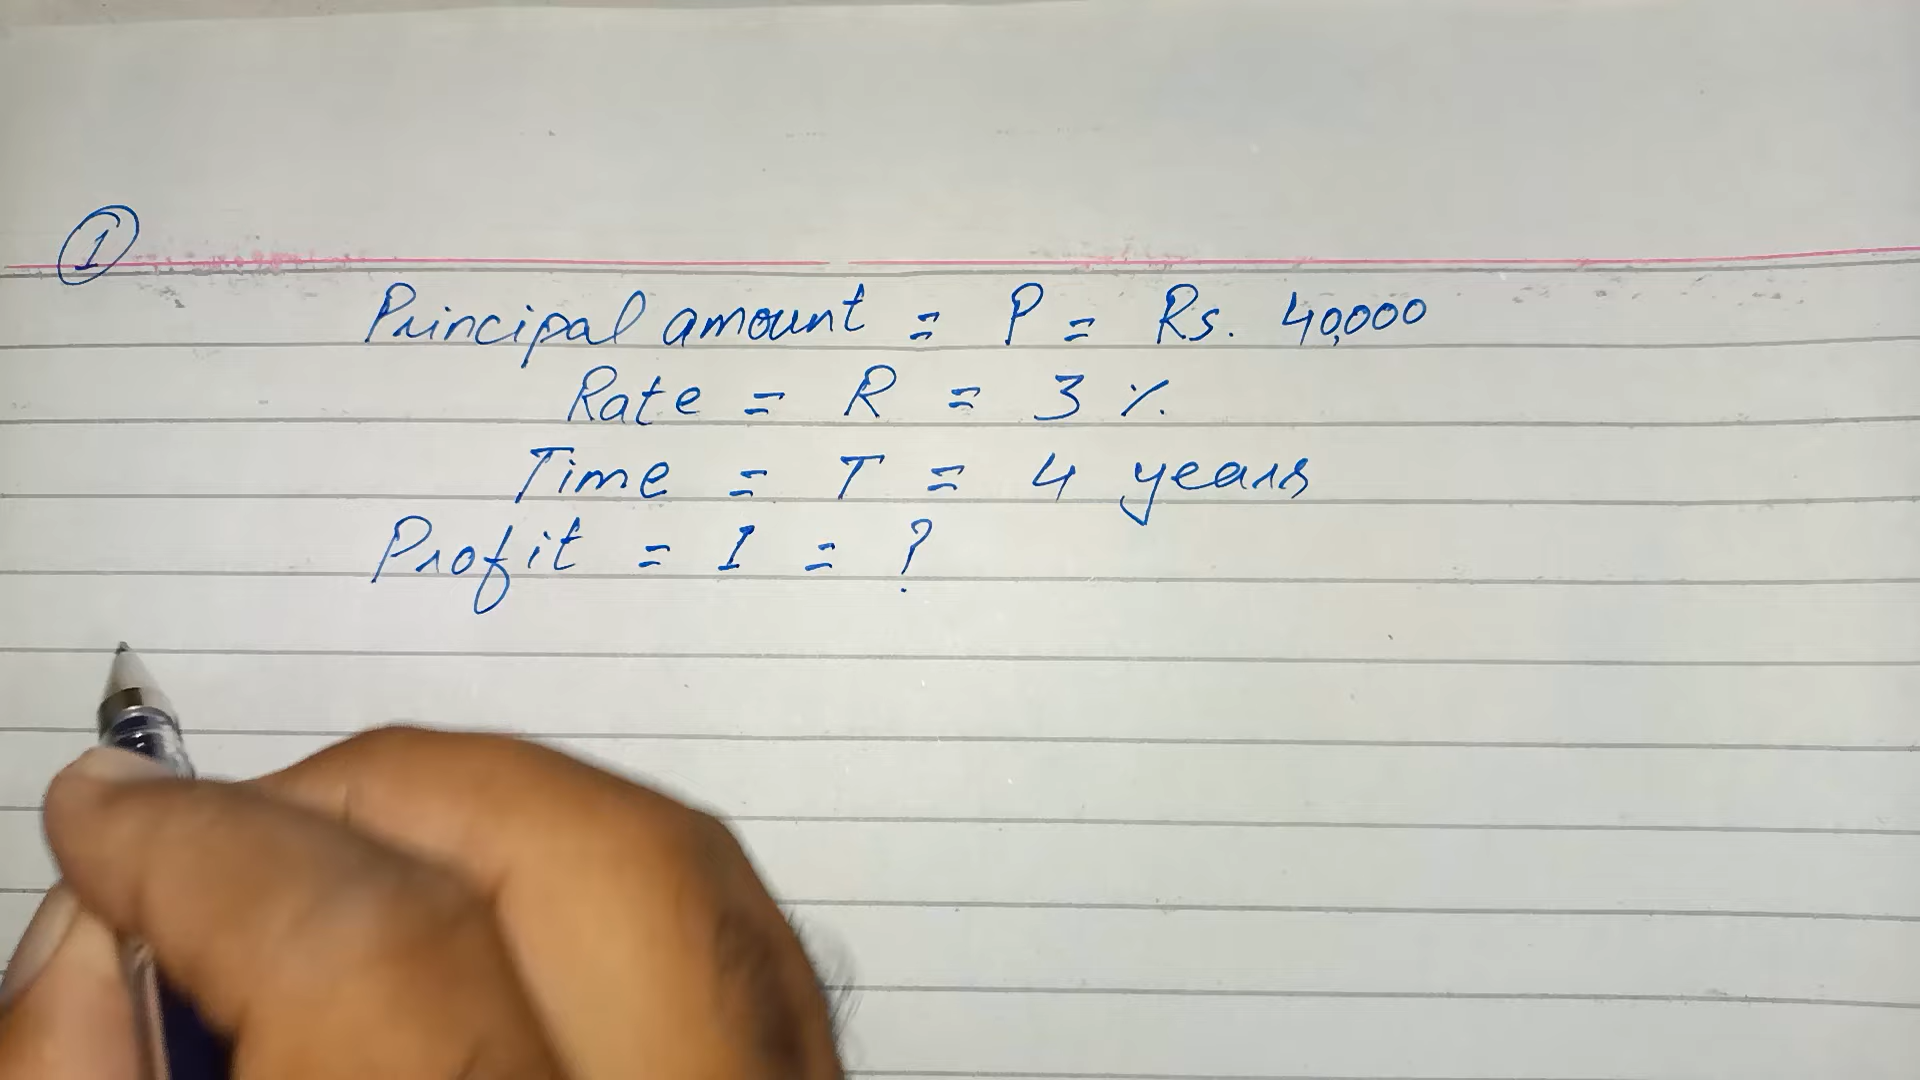 1
Principal amount = P = Rs. 40,000
Rate = R = 3 %
Time = T = 4 years
Profit = I = ?